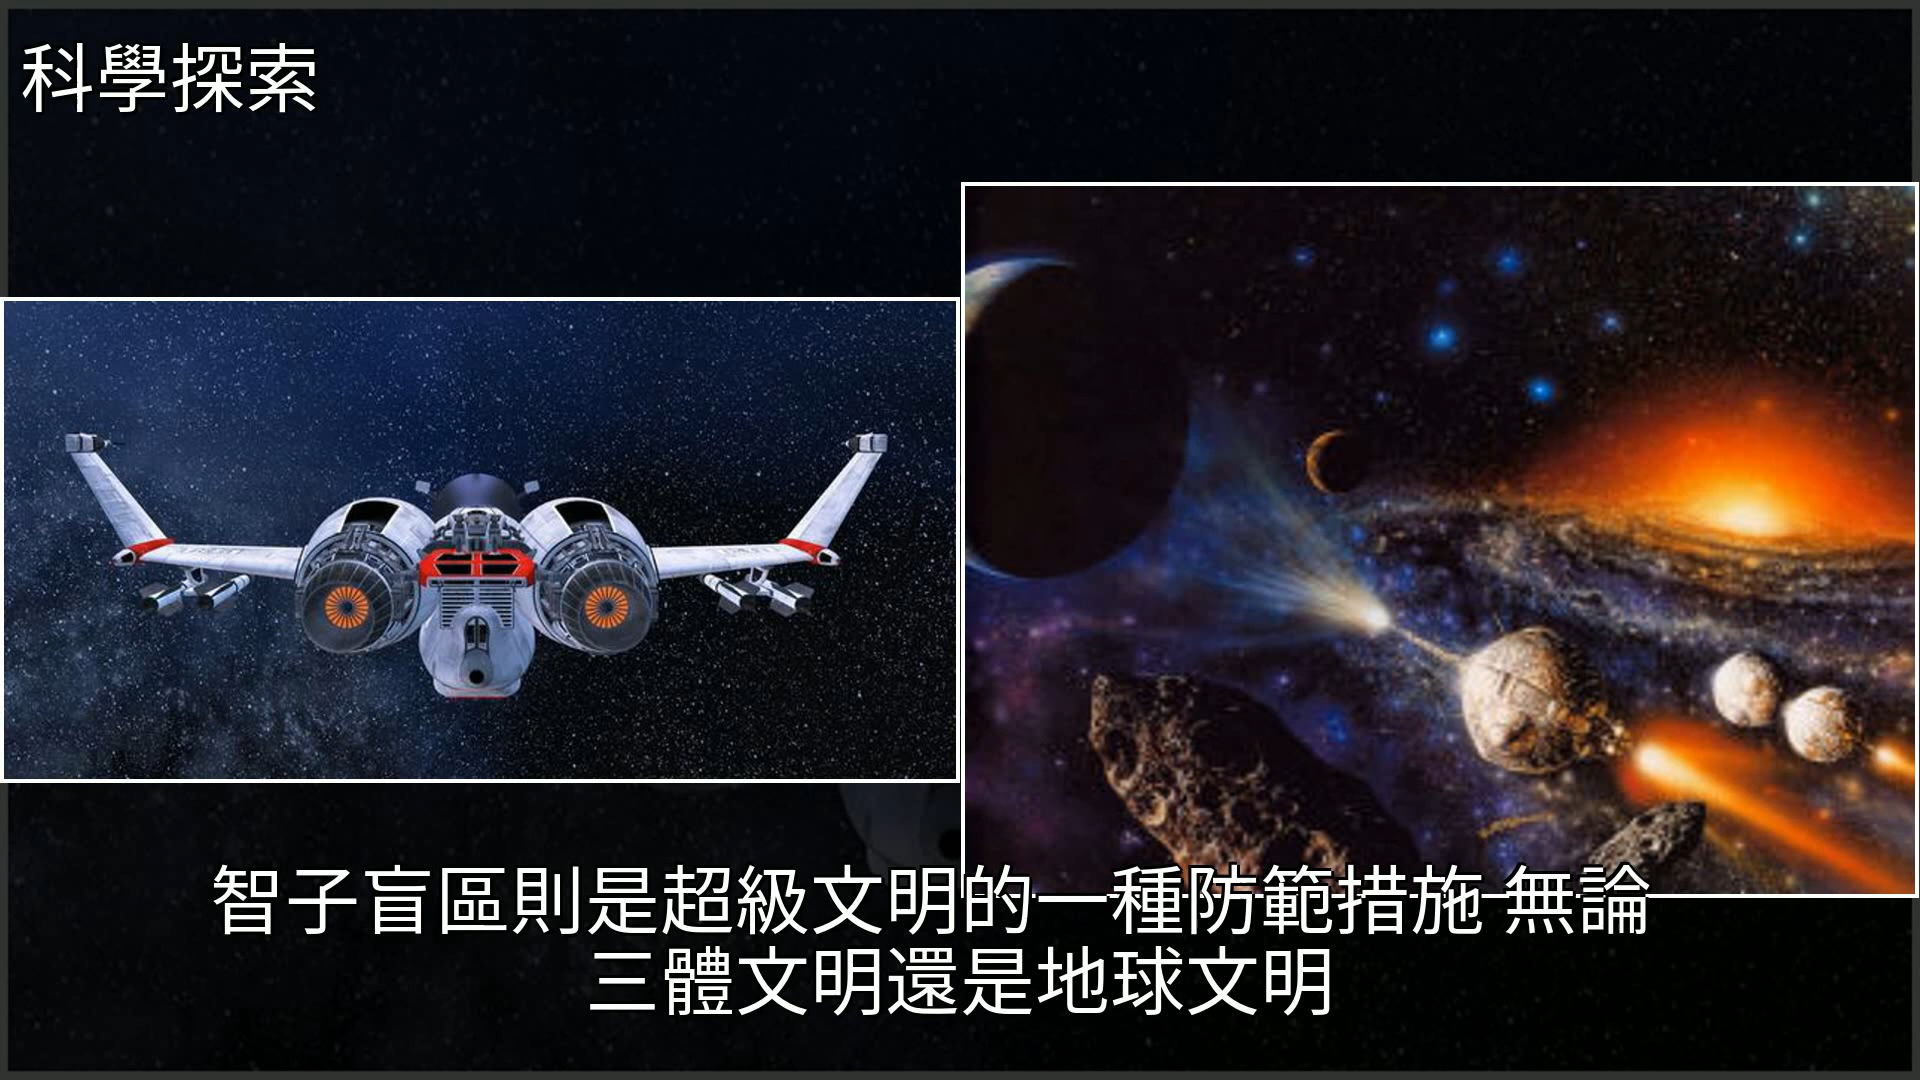 科學探索
智子盲區則是超級文明的一種防範措施 無論
三體文明還是地球文明